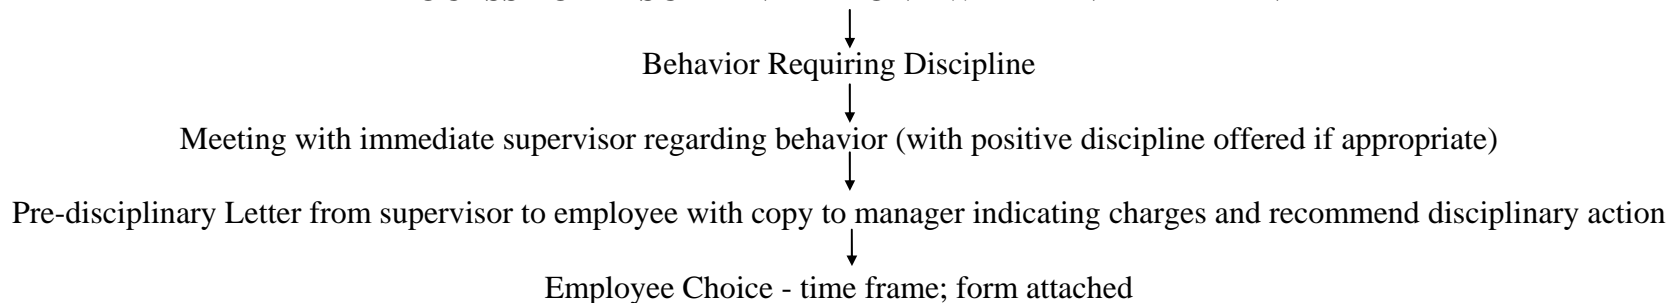 Behavior Requiring Discipline
Meeting with immediate supervisor regarding behavior (with positive discipline offered if appropriate)
Pre-disciplinary Letter from supervisor to employee with copy to manager indicating charges and recommend disciplinary action
Employee Choice - time frame; form attached